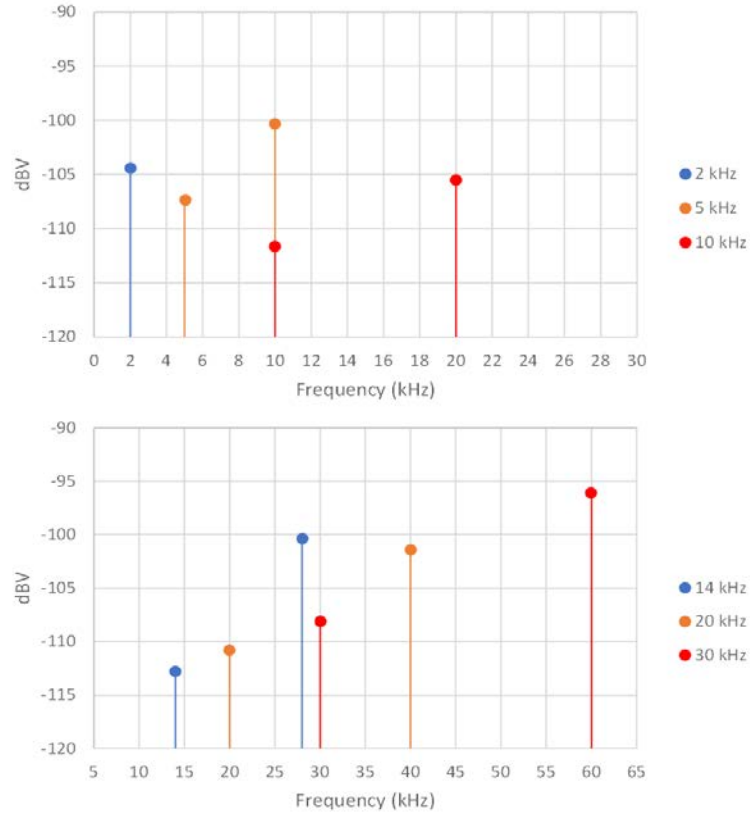 -90
-95
-100
-105
-110
-115
-120
dBV
0 2 4 6 8 10 12 14 16 18 20 22 24 26 28 30
Frequency (kHz)
2 kHz
5 kHz
10 kHz
-90
-95
-100
-105
-110
-115
-120
dBV
5 10 15 20 25 30 35 40 45 50 55 60 65
Frequency (kHz)
14 kHz
20 kHz
30 kHz